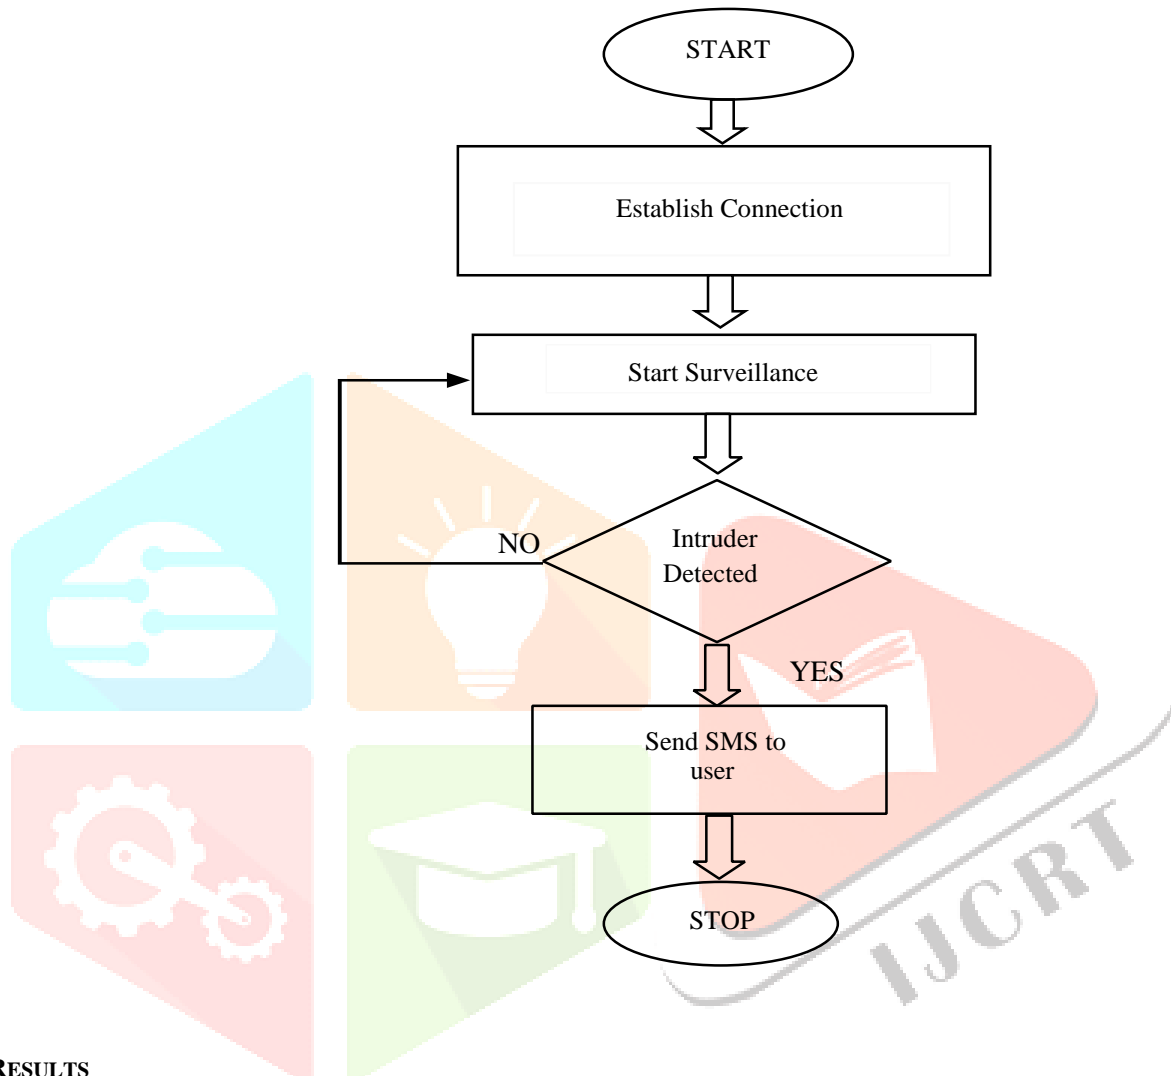 START
Establish Connection
Start Surveillance
NO
Intruder
Detected
YES
Send SMS to
user
STOP
IJCRT
RESULTS